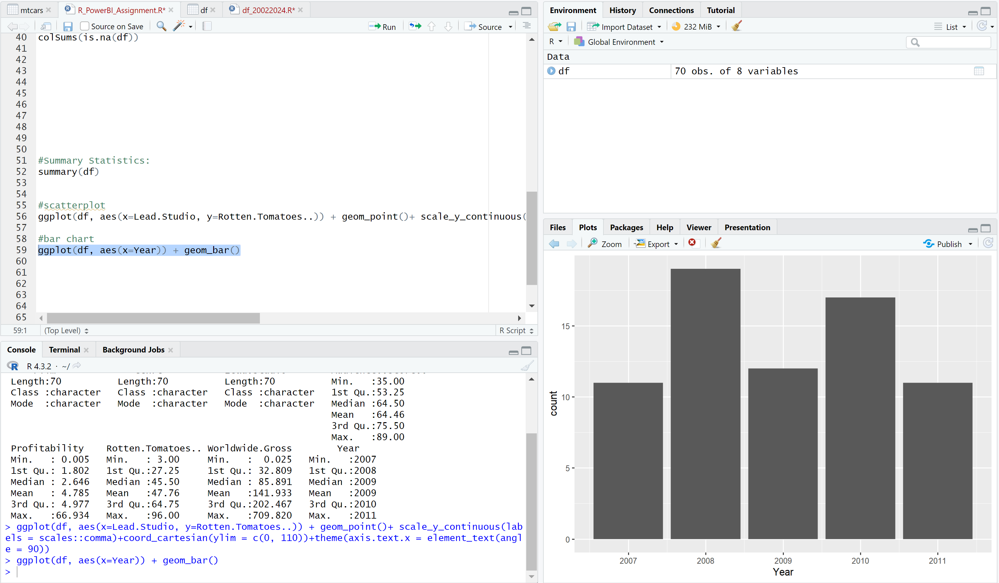 mtcars R_PowerBI_Assignment.R* df df_20022024.R*
Source on Save Run Source
40 colSums(is.na(df))
41
42
43
44
45
46
47
48
49
50
51 #Summary Statistics:
52 summary(df)
53
54
55 #scatterplot
56 ggplot(df, aes(x=Lead.Studio, y=Rotten.Tomatoes..)) + geom_point()+ scale_y_continuous(
57
58 #bar chart
59 ggplot(df, aes(x=Year)) + geom_bar()
60
61
62
63
64
65
59:1 (Top Level) R Script
Console Terminal Background Jobs
R 4.3.2 · ~/
Length:70 Length:70 Length:70 Min. :35.00
Class :character Class :character Class :character 1st Qu.:53.25
Mode :character Mode :character Mode :character Median :64.50
Mean :64.46
3rd Qu.:75.50
Max. :89.00
Profitability Rotten.Tomatoes.. Worldwide.Gross Year
Min. : 0.005 Min. : 3.00 Min. : 0.025 Min. :2007
1st Qu.: 1.802 1st Qu.:27.25 1st Qu.: 32.809 1st Qu.:2008
Median : 2.646 Median :45.50 Median : 85.891 Median :2009
Mean : 4.785 Mean :47.76 Mean :141.933 Mean :2009
3rd Qu.: 4.977 3rd Qu.:64.75 3rd Qu.:202.467 3rd Qu.:2010
Max. :66.934 Max. :96.00 Max. :709.820 Max. :2011
> ggplot(df, aes(x=Lead.Studio, y=Rotten.Tomatoes..)) + geom_point()+ scale_y_continuous(lab
els = scales::comma)+coord_cartesian(ylim = c(0, 110))+theme(axis.text.x = element_text(angl
e = 90))
> ggplot(df, aes(x=Year)) + geom_bar()
>
Environment History Connections Tutorial
Import Dataset 232 MiB List
R Global Environment
Data
df 70 obs. of 8 variables
Files Plots Packages Help Viewer Presentation
Zoom Export Publish
15
10
5
0
count
2007 2008 2009 2010 2011
Year